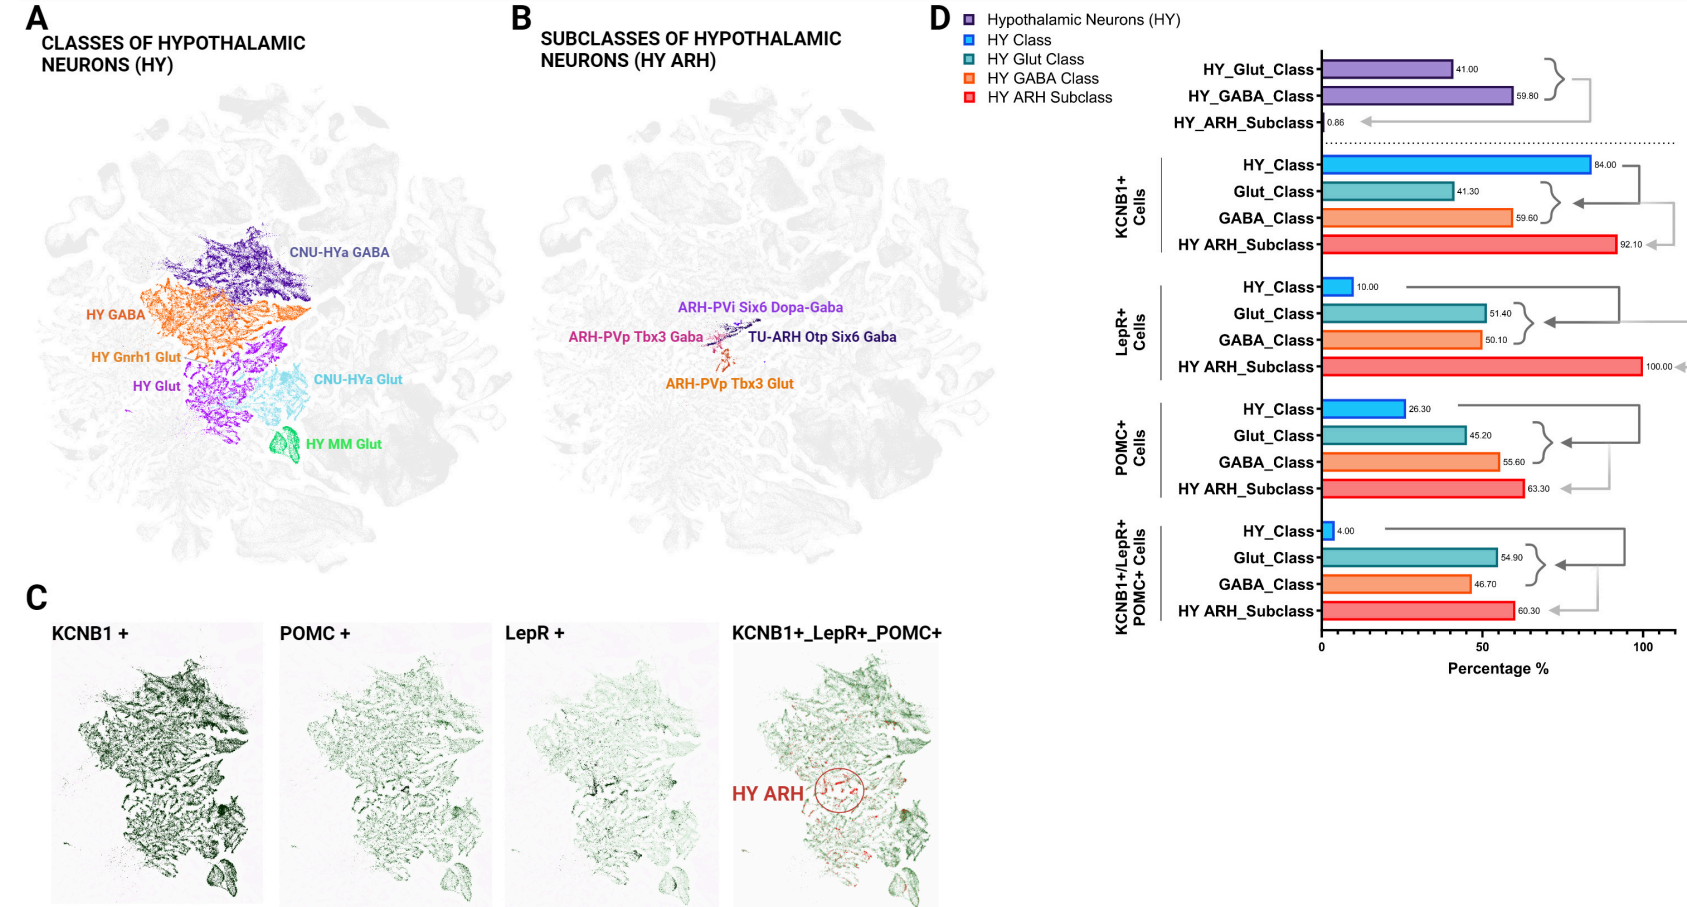 A
CLASSES OF HYPOTHALAMIC
NEURONS (HY)
CNU-HYa GABA
HY GABA
HY Gnrh1 Glut
HY Glut
CNU-HYa Glut
HY MM Glut
B
SUBCLASSES OF HYPOTHALAMIC
NEURONS (HY ARH)
ARH-PVi Six6 Dopa-Gaba
ARH-PVp Tbx3 Gaba
TU-ARH Otp Six6 Gaba
ARH-PVp Tbx3 Glut
C
KCNB1 +
POMC +
LepR +
KCNB1+_LepR+_POMC+
HY ARH
D
Hypothalamic Neurons (HY)
HY Class
HY Glut Class
HY GABA Class
HY ARH Subclass
HY_Glut_Class 41.00
HY_GABA_Class 59.80
HY_ARH_Subclass 0.86
KCNB1+
Cells
HY_Class 84.00
Glut_Class 41.30
GABA_Class 59.60
HY ARH_Subclass 92.10
LepR+
Cells
HY_Class 10.00
Glut_Class 51.40
GABA_Class 50.10
HY ARH_Subclass 100.00
POMC+
Cells
HY_Class 26.30
Glut_Class 45.20
GABA_Class 55.60
HY ARH_Subclass 63.30
KCNB1+/LepR+
POMC+ Cells
HY_Class 4.00
Glut_Class 54.90
GABA_Class 46.70
HY ARH_Subclass 60.30
0 50 100
Percentage %